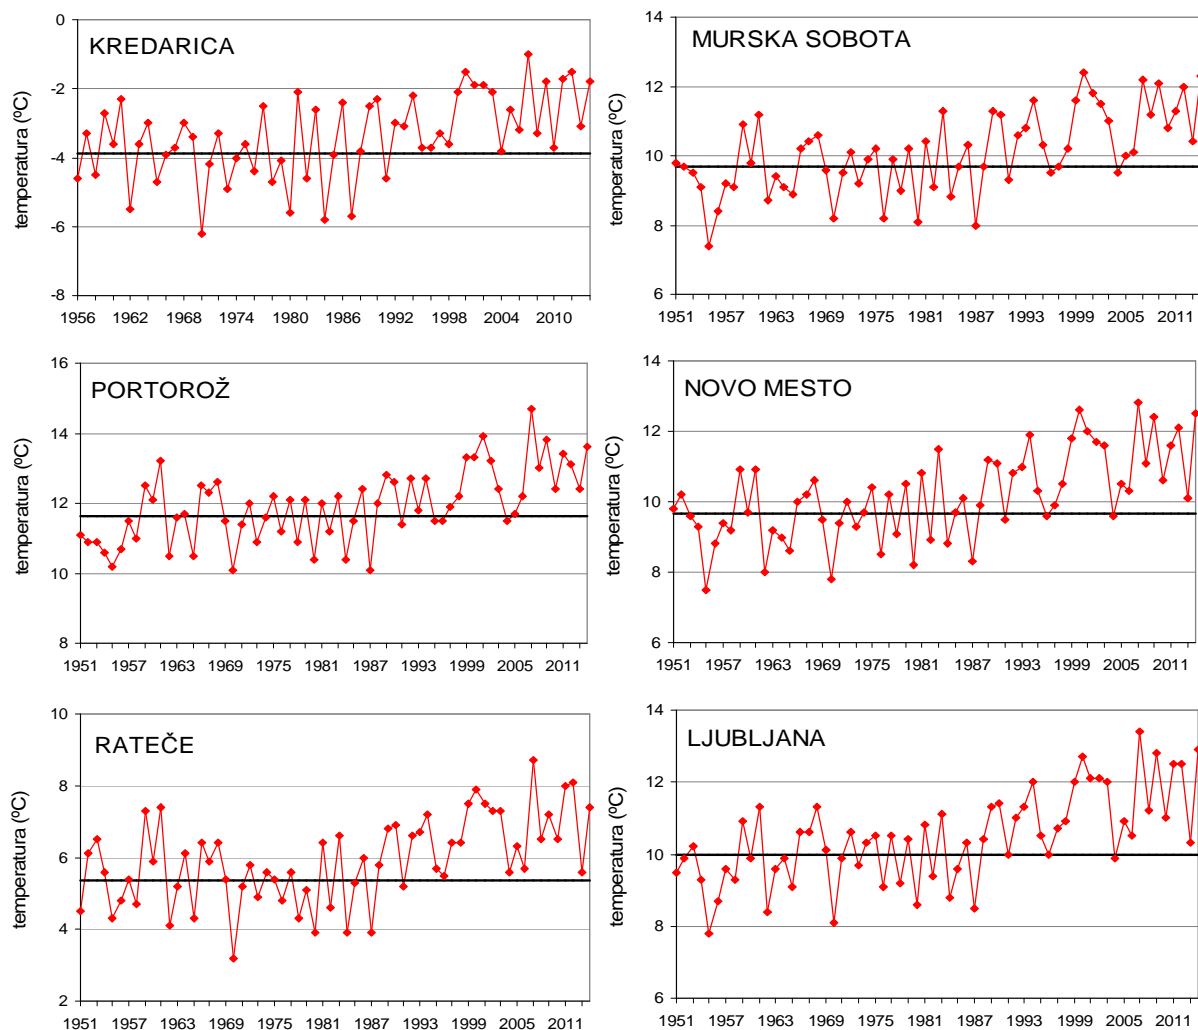 KREDARICA
temperatura (ºC)
0
-2
-4
-6
-8
1956 1962 1968 1974 1980 1986 1992 1998 2004 2010
MURSKA SOBOTA
temperatura (ºC)
14
12
10
8
6
1951 1957 1963 1969 1975 1981 1987 1993 1999 2005 2011
PORTOROŽ
temperatura (ºC)
16
14
12
10
8
1951 1957 1963 1969 1975 1981 1987 1993 1999 2005 2011
NOVO MESTO
temperatura (ºC)
14
12
10
8
6
1951 1957 1963 1969 1975 1981 1987 1993 1999 2005 2011
RATEČE
temperatura (ºC)
10
8
6
4
2
1951 1957 1963 1969 1975 1981 1987 1993 1999 2005 2011
LJUBLJANA
temperatura (ºC)
14
12
10
8
6
1951 1957 1963 1969 1975 1981 1987 1993 1999 2005 2011